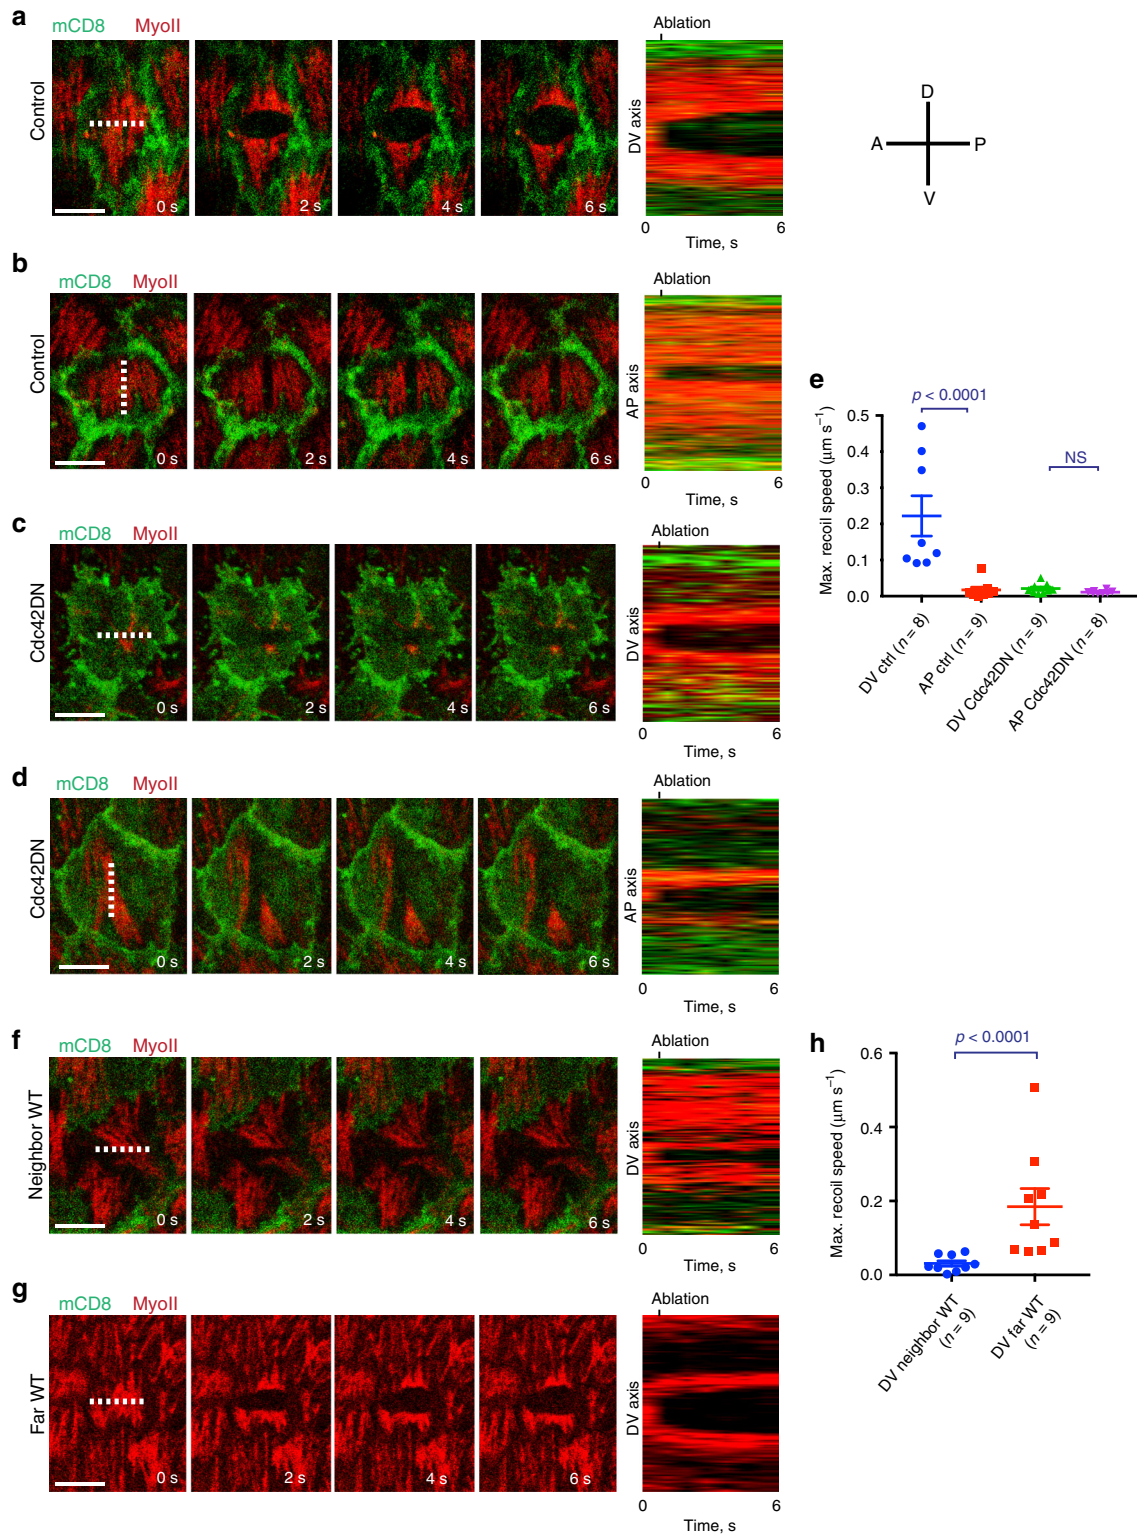 a
mCD8 MyoII
Control
0 s
2 s
4 s
6 s
Ablation
DV axis
0 6
Time, s
D
A P
V
b
mCD8 MyoII
Control
0 s
2 s
4 s
6 s
Ablation
AP axis
0 6
Time, s
c
mCD8 MyoII
Cdc42DN
0 s
2 s
4 s
6 s
Ablation
DV axis
0 6
Time, s
d
mCD8 MyoII
Cdc42DN
0 s
2 s
4 s
6 s
Ablation
AP axis
0 6
Time, s
e
p < 0.0001
NS
Max. recoil speed (μm s⁻¹)
0.5
0.4
0.3
0.2
0.1
0.0
DV ctrl (n = 8)
AP ctrl (n = 9)
DV Cdc42DN (n = 9)
AP Cdc42DN (n = 8)
f
mCD8 MyoII
Neighbor WT
0 s
2 s
4 s
6 s
Ablation
DV axis
0 6
Time, s
g
mCD8 MyoII
Far WT
0 s
2 s
4 s
6 s
Ablation
DV axis
0 6
Time, s
h
p < 0.0001
Max. recoil speed (μm s⁻¹)
0.6
0.4
0.2
0.0
DV neighbor WT
(n = 9)
DV far WT
(n = 9)